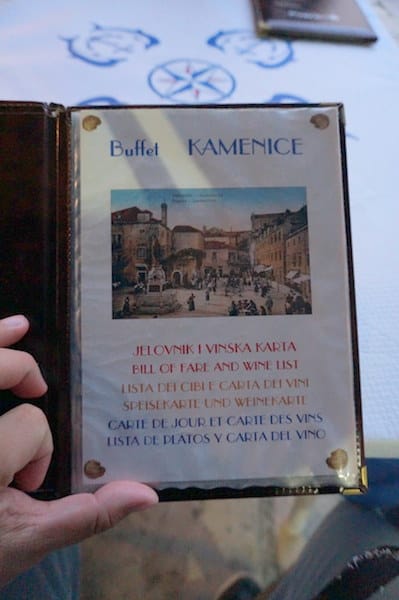 Buffet KAMENICE
JELOVNIK I VINSKA KARTA
BILL OF FARE AND WINE LIST
LISTA DEI CIBI E CARTA DEI VINI
SPEISEKARTE UND WEINEKARTE
CARTE DE JOUR ET CARTE DES VINS
LISTA DE PLATOS Y CARTA DEL VINO